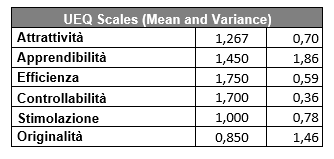 UEQ Scales (Mean and Variance)
Attrattività 1,267 0,70
Apprendibilità 1,450 1,86
Efficienza 1,750 0,59
Controllabilità 1,700 0,36
Stimolazione 1,000 0,78
Originalità 0,850 1,46